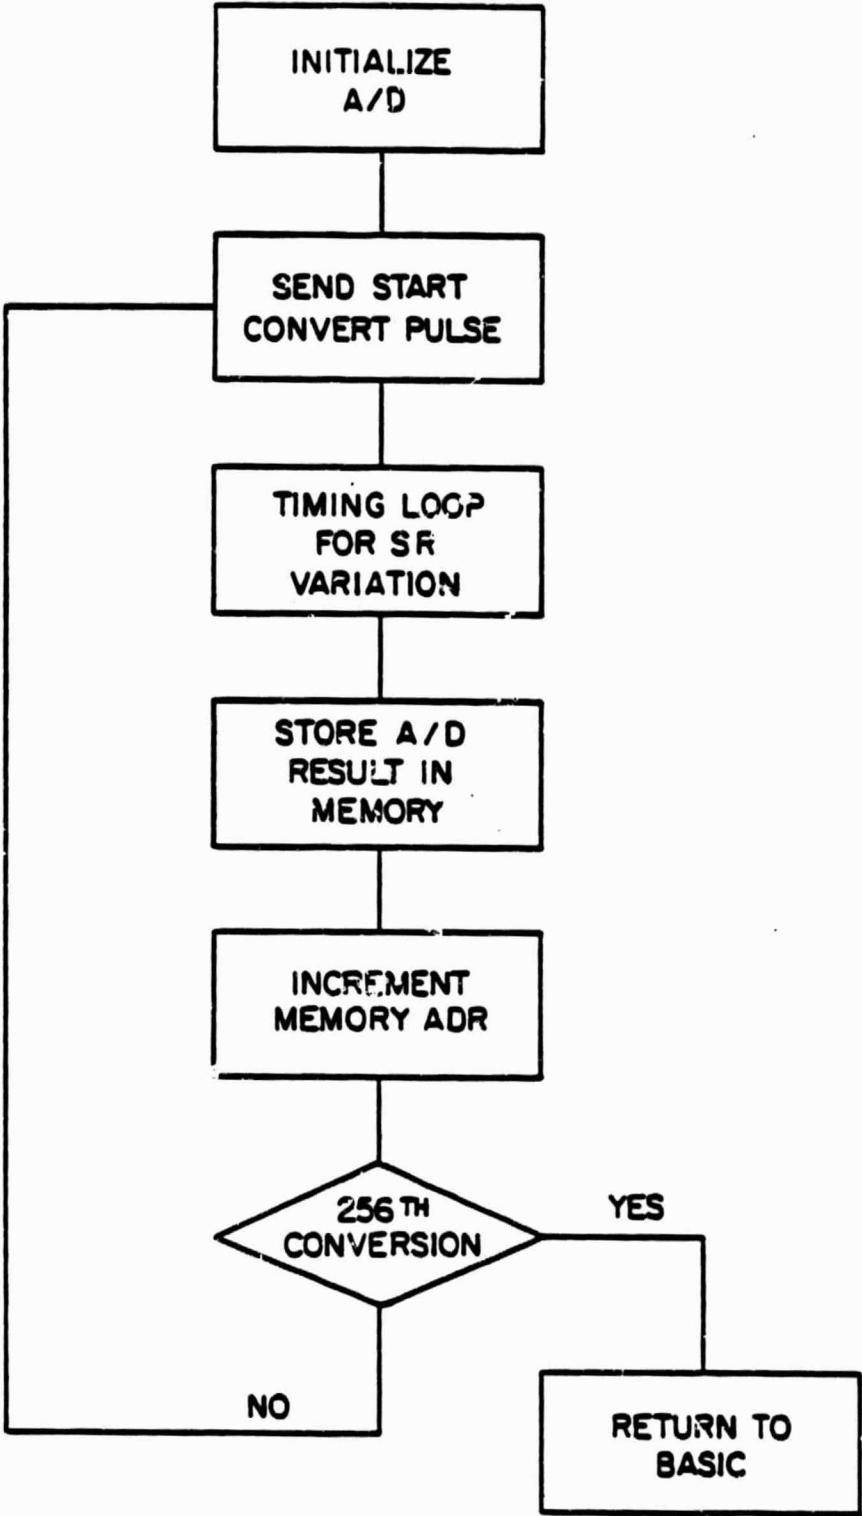 INITIALIZE
A/D
SEND START
CONVERT PULSE
TIMING LOOP
FOR SR
VARIATION
STORE A/D
RESULT IN
MEMORY
INCREMENT
MEMORY ADR
256TH
CONVERSION
YES
NO
RETURN TO
BASIC